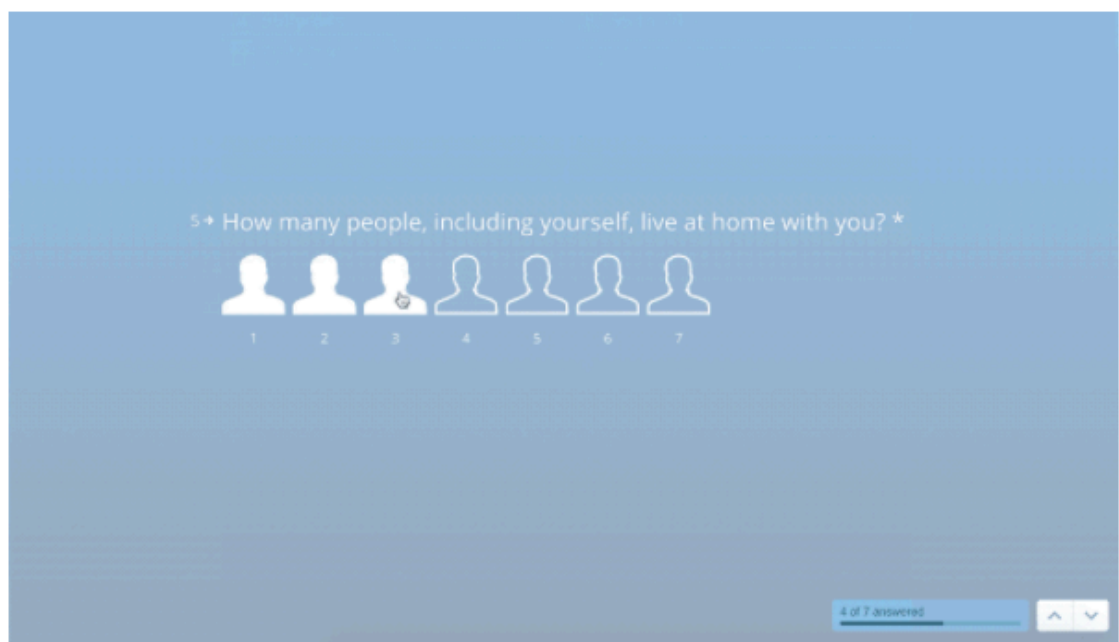 5→ How many people, including yourself, live at home with you? *
1 2 3 4 5 6 7
4 of 7 answered